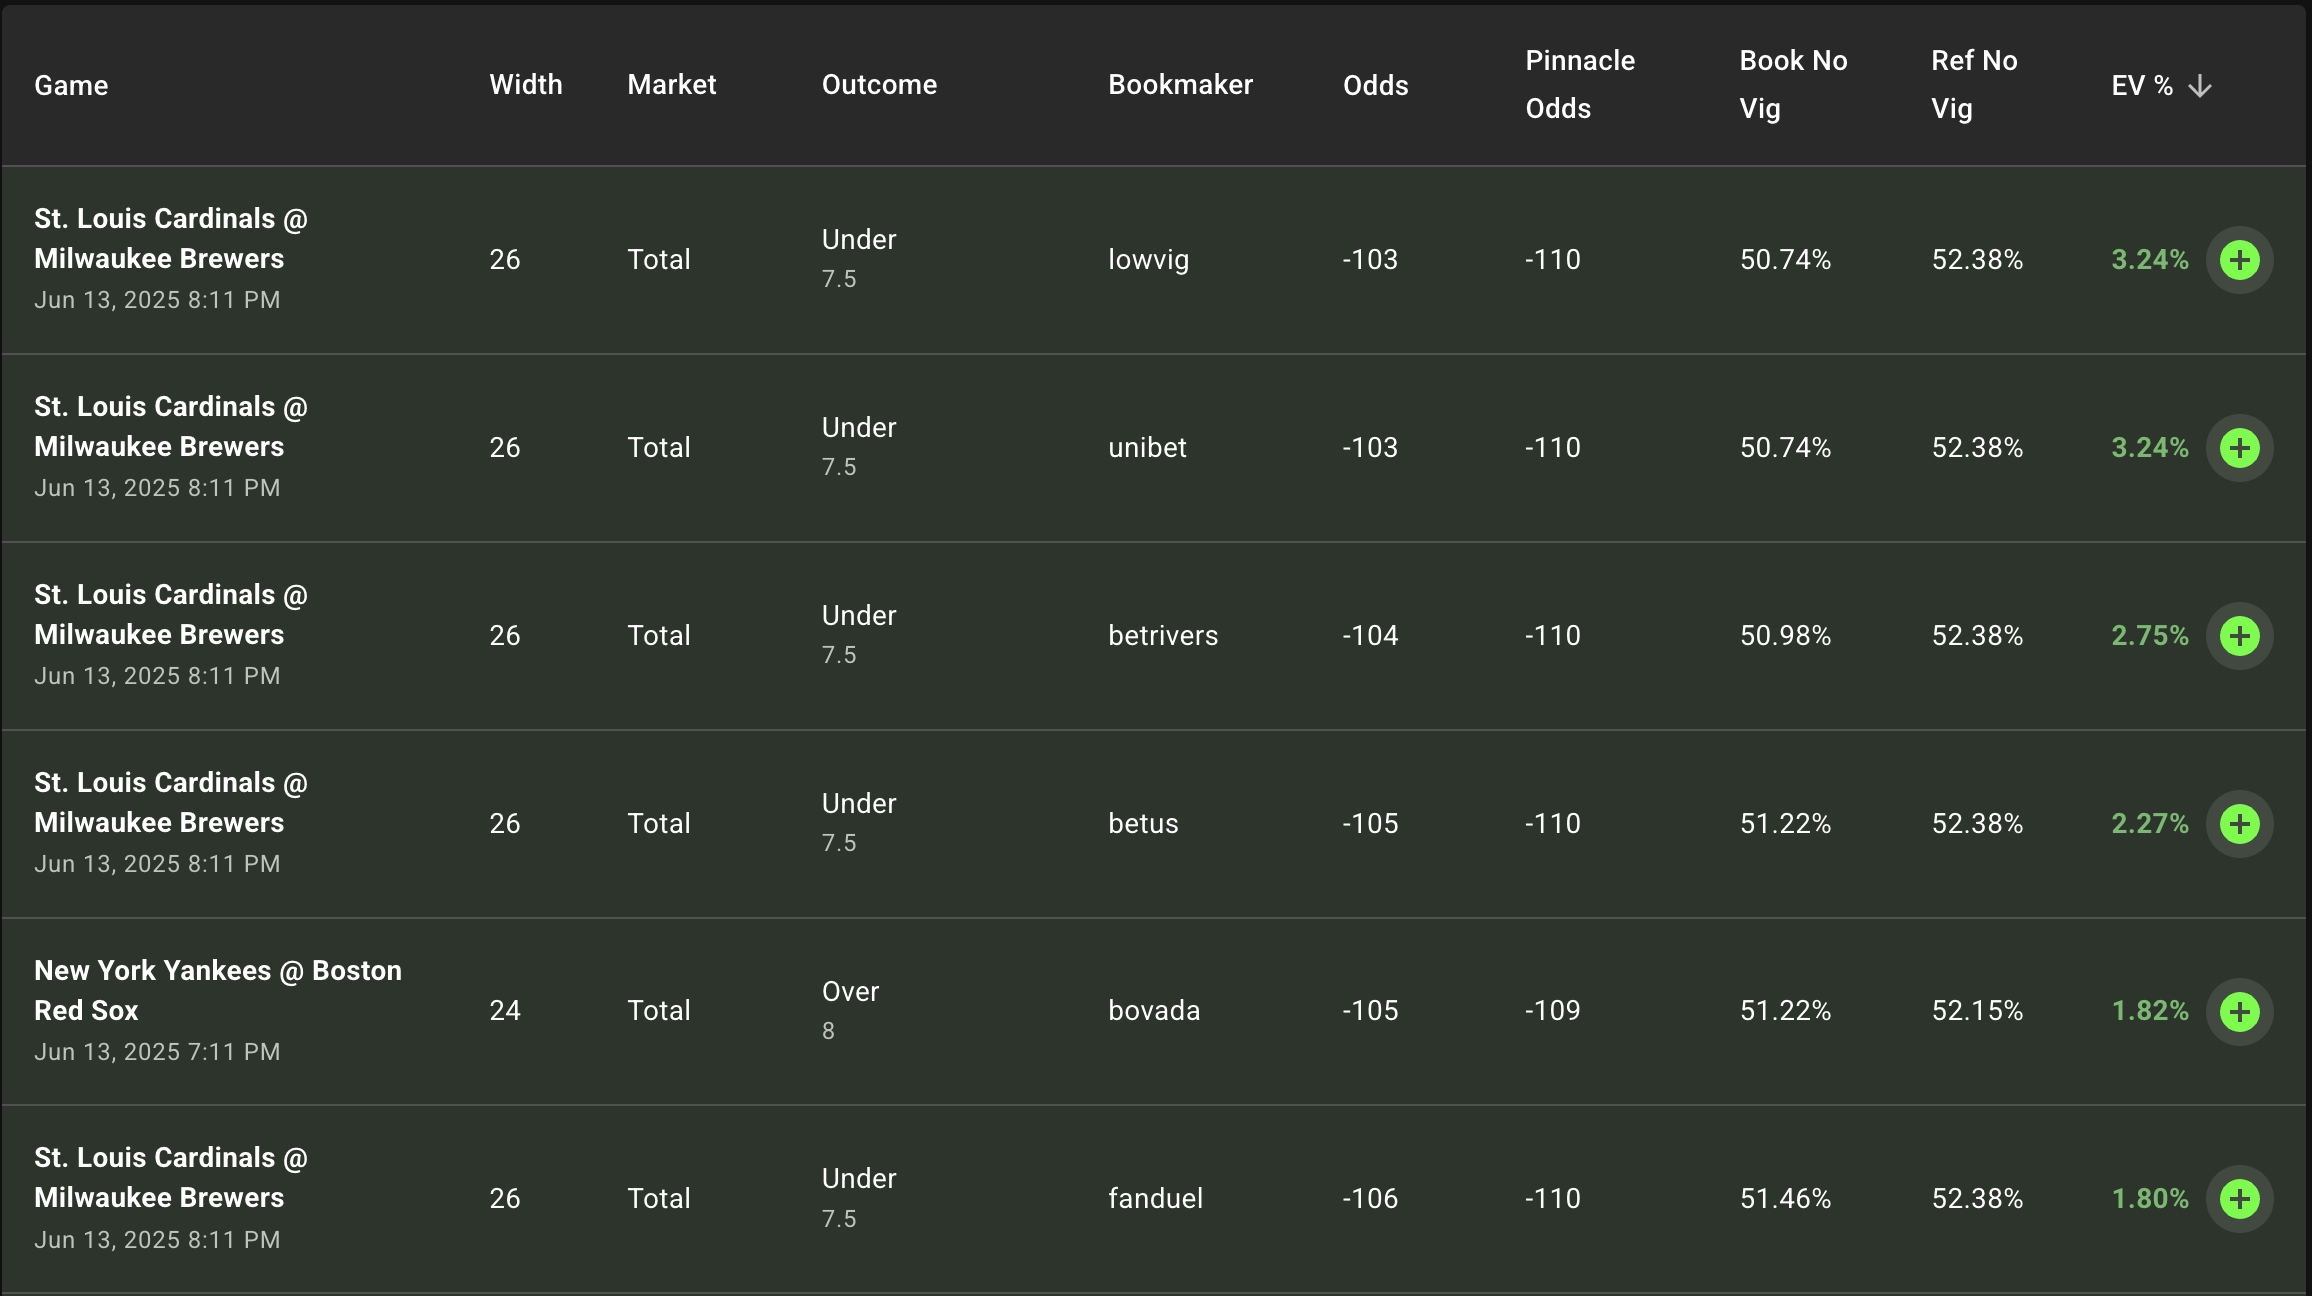 Game Width Market Outcome Bookmaker Odds Pinnacle Odds Book No Vig Ref No Vig EV % ↓
St. Louis Cardinals @
Milwaukee Brewers
Jun 13, 2025 8:11 PM
26 Total Under 7.5 lowvig -103 -110 50.74% 52.38% 3.24%
St. Louis Cardinals @
Milwaukee Brewers
Jun 13, 2025 8:11 PM
26 Total Under 7.5 unibet -103 -110 50.74% 52.38% 3.24%
St. Louis Cardinals @
Milwaukee Brewers
Jun 13, 2025 8:11 PM
26 Total Under 7.5 betrivers -104 -110 50.98% 52.38% 2.75%
St. Louis Cardinals @
Milwaukee Brewers
Jun 13, 2025 8:11 PM
26 Total Under 7.5 betus -105 -110 51.22% 52.38% 2.27%
New York Yankees @ Boston
Red Sox
Jun 13, 2025 7:11 PM
24 Total Over 8 bovada -105 -109 51.22% 52.15% 1.82%
St. Louis Cardinals @
Milwaukee Brewers
Jun 13, 2025 8:11 PM
26 Total Under 7.5 fanduel -106 -110 51.46% 52.38% 1.80%